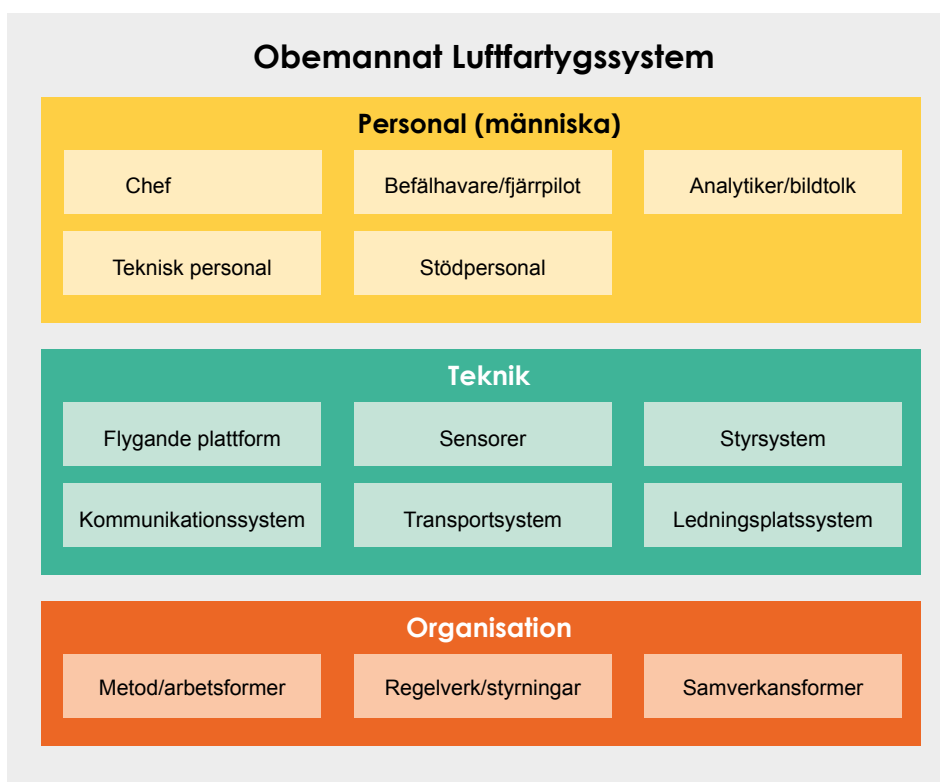 Obemannat Luftfartygssystem
Personal (människa)
Chef
Befälhavare/fjärrpilot
Analytiker/bildtolk
Teknisk personal
Stödpersonal
Teknik
Flygande plattform
Sensorer
Styrsystem
Kommunikationssystem
Transportsystem
Ledningsplatssystem
Organisation
Metod/arbetsformer
Regelverk/styrningar
Samverkansformer